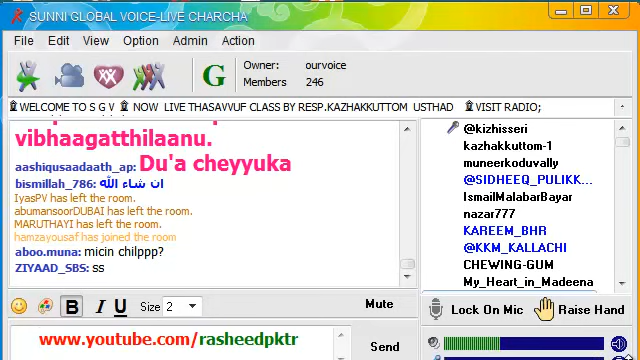 SUNNI GLOBAL VOICE-LIVE CHARCHA
File Edit View Option Admin Action
Owner: ourvoice
Members 246
WELCOME TO S G V NOW LIVE THASAVVUF CLASS BY RESP.KAZHAKKUTTOM USTHAD VISIT RADIO;
vibhaagatthilaanu.
aashiqusaadaath_ap: Du'a cheyyuka
bismillah_786: ان شاء الله
IyasPV has left the room.
abumansoorDUBAI has left the room.
MARUTHAYI has left the room.
hamzayousaf has joined the room
aboo.muna: micin chilppp?
ZIYAAD_SBS: ss
@kizhisseri
kazhakkuttom-1
muneerkoduvally
@SIDHEEQ_PULIKK...
IsmailMalabarBayar
nazar777
KAREEM_BHR
@KKM_KALLACHI
CHEWING-GUM
My_Heart_in_Madeena
B I U Size 2 Mute
Lock On Mic Raise Hand
www.youtube.com/rasheedpktr
Send